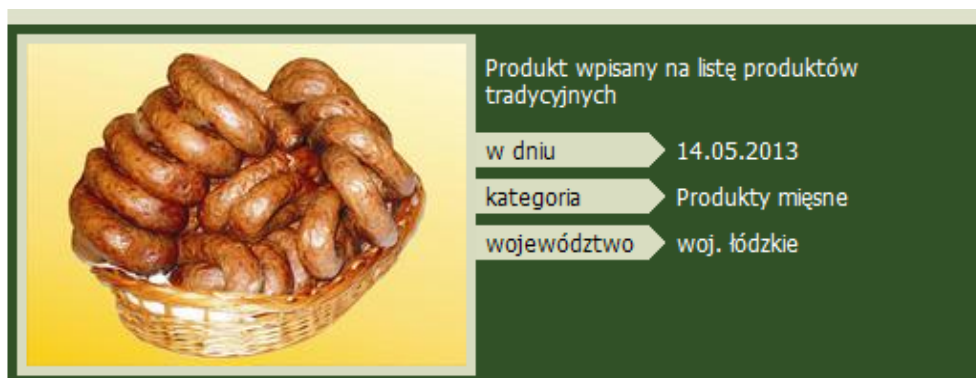 Produkt wpisany na listę produktów
tradycyjnych
w dniu 14.05.2013
kategoria Produkty mięsne
województwo woj. łódzkie